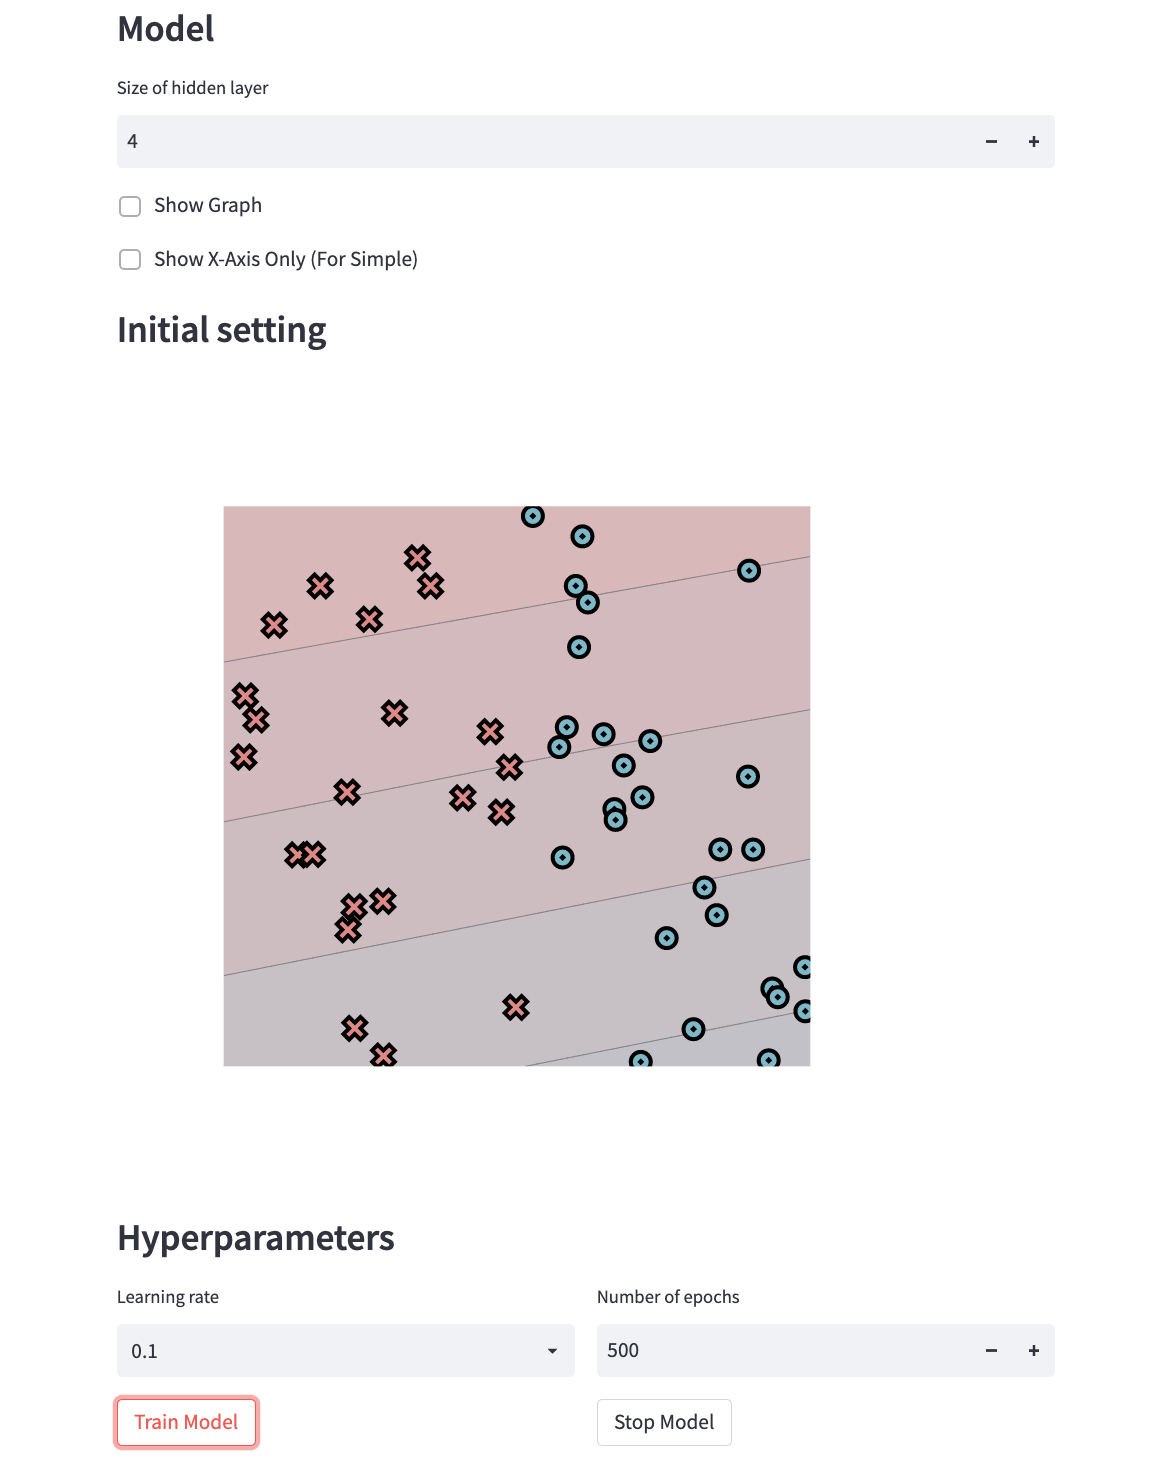 Model
Size of hidden layer
4
Show Graph
Show X-Axis Only (For Simple)
Initial setting
Hyperparameters
Learning rate
Number of epochs
0.1
500
Train Model
Stop Model